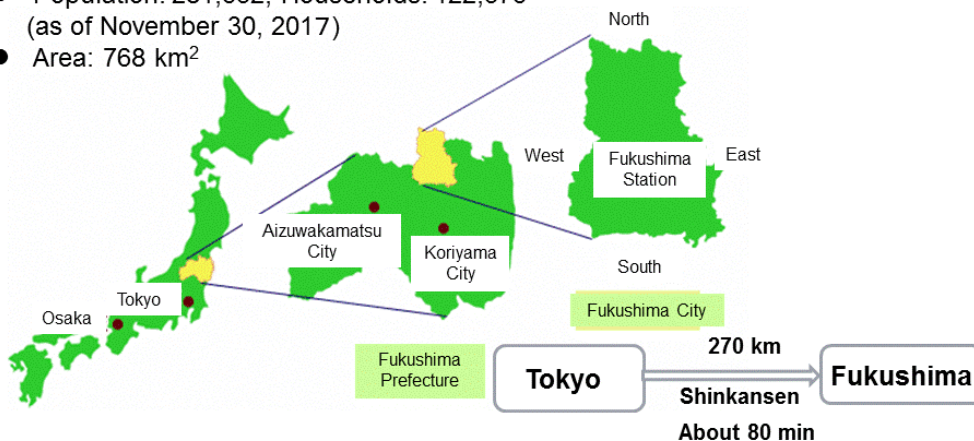 (as of November 30, 2017)
● Area: 768 km²
North
West
Fukushima
Station
East
Aizuwakamatsu
City
Koriyama
City
South
Tokyo
Osaka
Fukushima City
Fukushima
Prefecture
Tokyo
270 km
Shinkansen
About 80 min
Fukushima